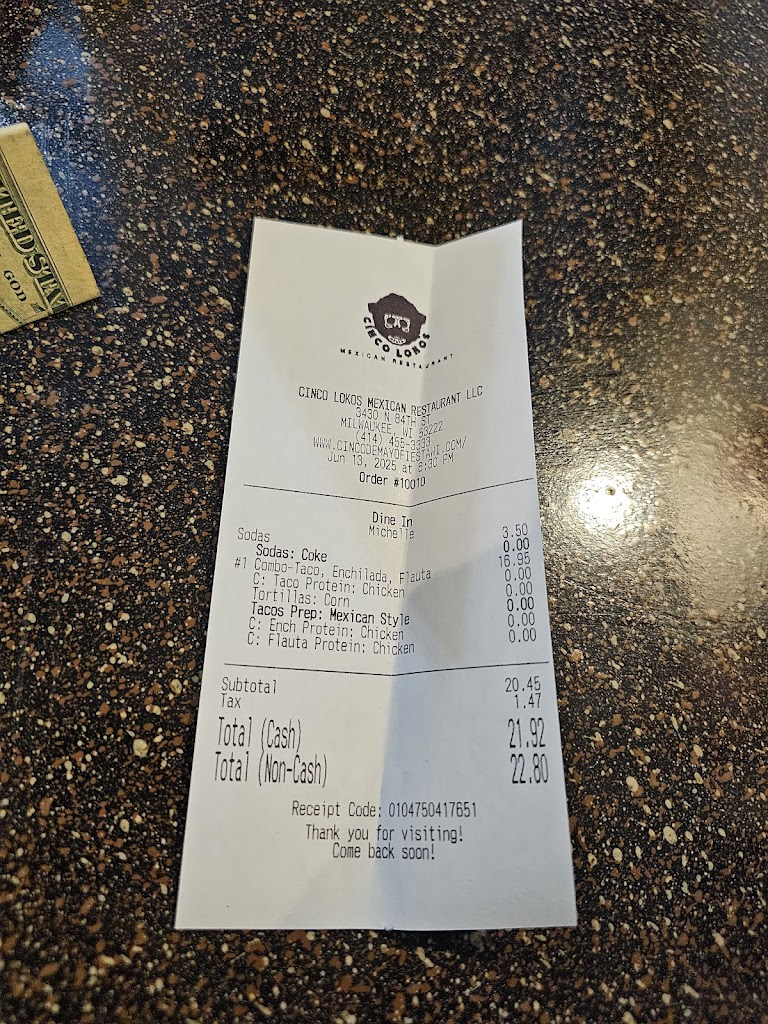 ITED ST
GOD
CINCO LOKOS
MEXICAN RESTAURANT
CINCO LOKOS MEXICAN RESTAURANT LLC
3430 N 84TH ST
MILWAUKEE, WI 53222
(414) 455-3333
WWW.CINCODEMAYOFIESTAWI.COM/
Jun 13, 2025 at 8:30 PM
Order #10010
Dine In
Michelle
Sodas 3.50
Sodas: Coke 0.00
#1 Combo-Taco, Enchilada, Flauta 16.95
C: Taco Protein: Chicken 0.00
Tortillas: Corn 0.00
Tacos Prep: Mexican Style 0.00
C: Ench Protein: Chicken 0.00
C: Flauta Protein: Chicken 0.00
Subtotal 20.45
Tax 1.47
Total (Cash) 21.92
Total (Non-Cash) 22.80
Receipt Code: 0104750417651
Thank you for visiting!
Come back soon!